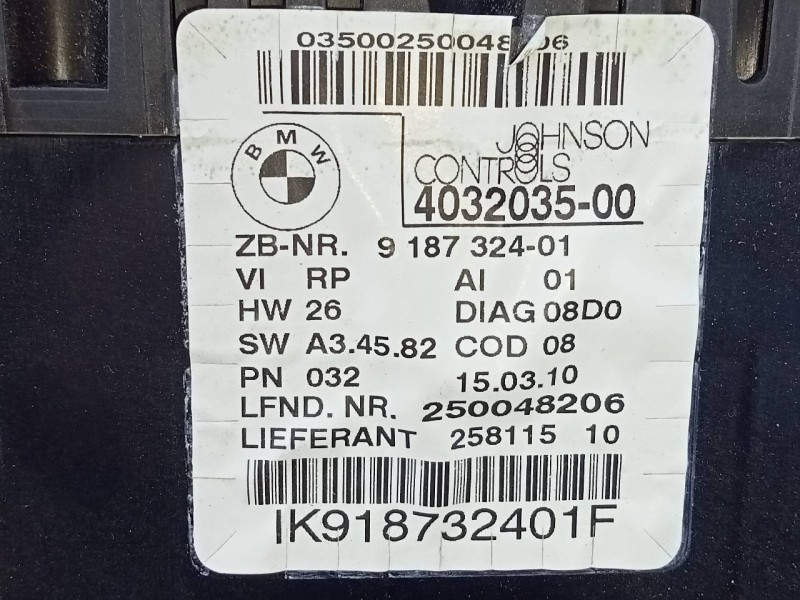 03500250048206
BMW
JOHNSON
CONTROLS
4032035-00
ZB-NR. 9 187 324-01
VI RP AI 01
HW 26 DIAG 08D0
SW A3.45.82 COD 08
PN 032 15.03.10
LFND. NR. 250048206
LIEFERANT 258115 10
IK918732401F